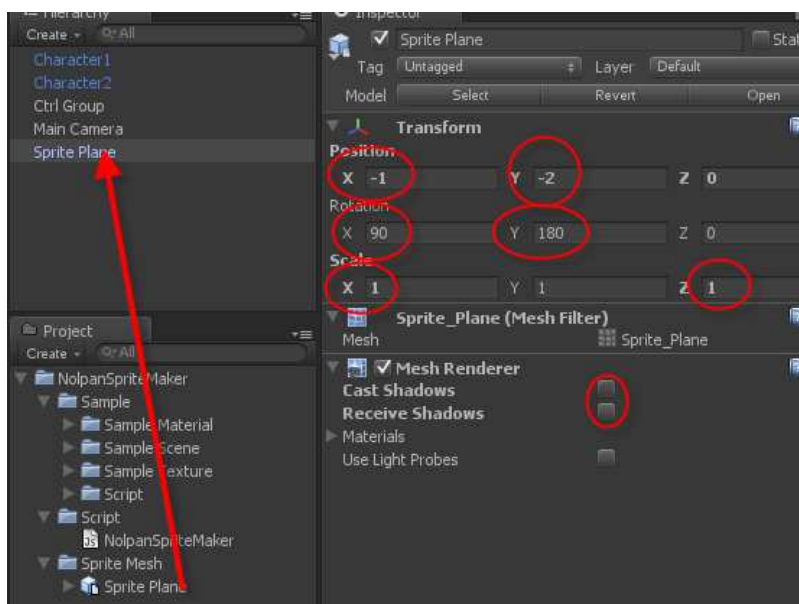 Hierarchy
Create
All
Character1
Character2
Ctrl Group
Main Camera
Sprite Plane
Project
Create
All
NolpanSpriteMaker
Sample
Sample Material
Sample Scene
Sample Texture
Script
Script
JS NolpanSpriteMaker
Sprite Mesh
Sprite Plane
Inspector
Sprite Plane
Tag Untagged Layer Default
Model Select Revert Open
Transform
Position
X -1 Y -2 Z 0
Rotation
X 90 Y 180 Z 0
Scale
X 1 Y 1 Z 1
Sprite_Plane (Mesh Filter)
Mesh Sprite_Plane
Mesh Renderer
Cast Shadows
Receive Shadows
Materials
Use Light Probes